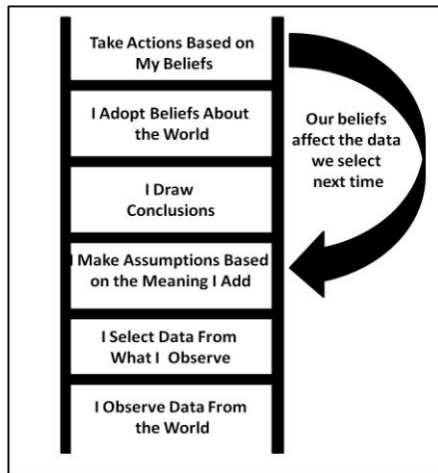 Take Actions Based on
My Beliefs
I Adopt Beliefs About
the World
I Draw
Conclusions
I Make Assumptions Based
on the Meaning I Add
I Select Data From
What I Observe
I Observe Data From
the World
Our beliefs
affect the data
we select
next time